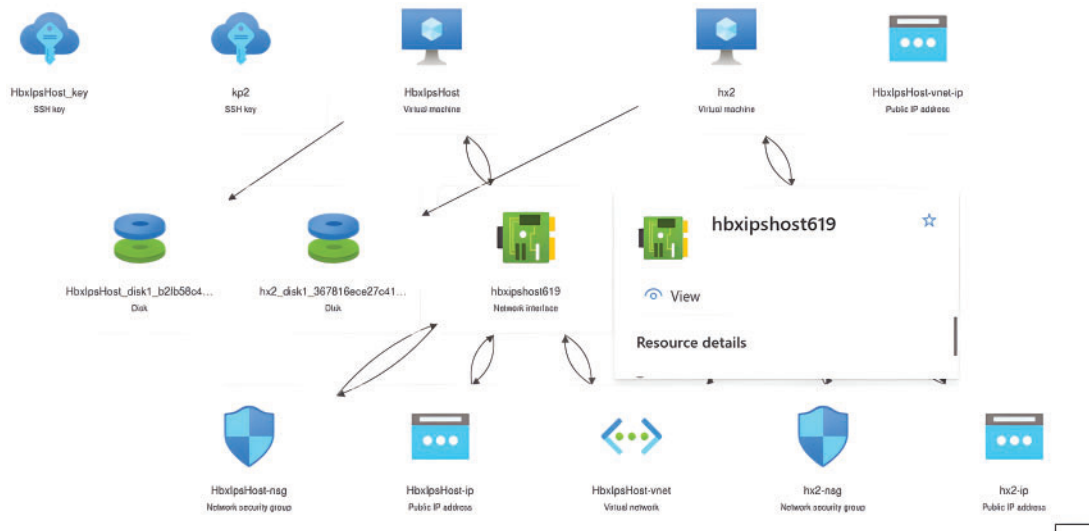 HbxIpsHost_key
SSH key
kp2
SSH key
HbxIpsHost
Virtual machine
hx2
Virtual machine
HbxIpsHost-vnet-ip
Public IP address
HbxIpsHost_disk1_b2lb58c4...
Disk
hx2_disk1_367816ece27c41...
Disk
hbxipshost619
Network interface
hbxipshost619
View
Resource details
HbxIpsHost-nsg
Network security group
HbxIpsHost-ip
Public IP address
HbxIpsHost-vnet
Virtual network
hx2-nsg
Network security group
hx2-ip
Public IP address